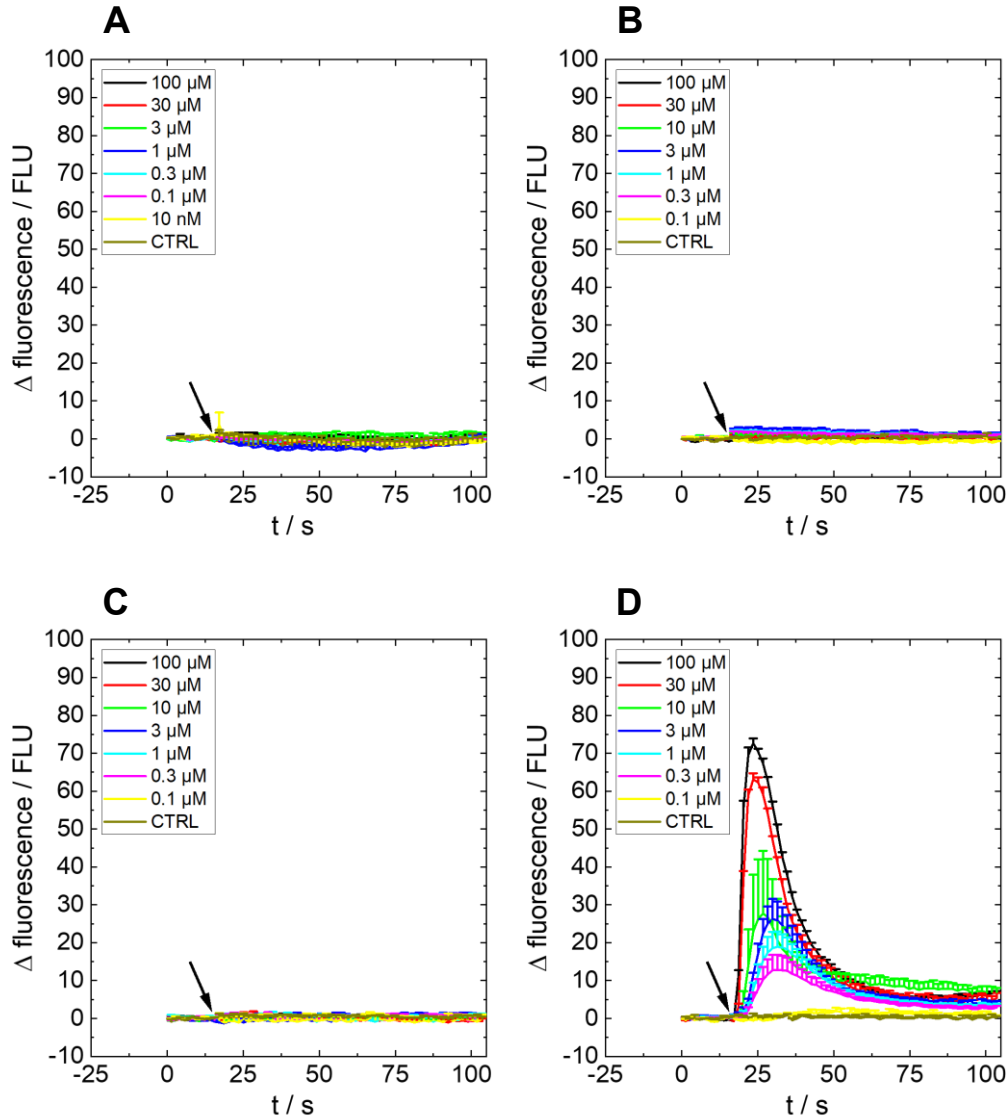 A
Δ fluorescence / FLU
100
90
80
70
60
50
40
30
20
10
0
-10
100 µM
30 µM
3 µM
1 µM
0.3 µM
0.1 µM
10 nM
CTRL
-25 0 25 50 75 100
t / s
B
Δ fluorescence / FLU
100
90
80
70
60
50
40
30
20
10
0
-10
100 µM
30 µM
10 µM
3 µM
1 µM
0.3 µM
0.1 µM
CTRL
-25 0 25 50 75 100
t / s
C
Δ fluorescence / FLU
100
90
80
70
60
50
40
30
20
10
0
-10
100 µM
30 µM
10 µM
3 µM
1 µM
0.3 µM
0.1 µM
CTRL
-25 0 25 50 75 100
t / s
D
Δ fluorescence / FLU
100
90
80
70
60
50
40
30
20
10
0
-10
100 µM
30 µM
10 µM
3 µM
1 µM
0.3 µM
0.1 µM
CTRL
-25 0 25 50 75 100
t / s